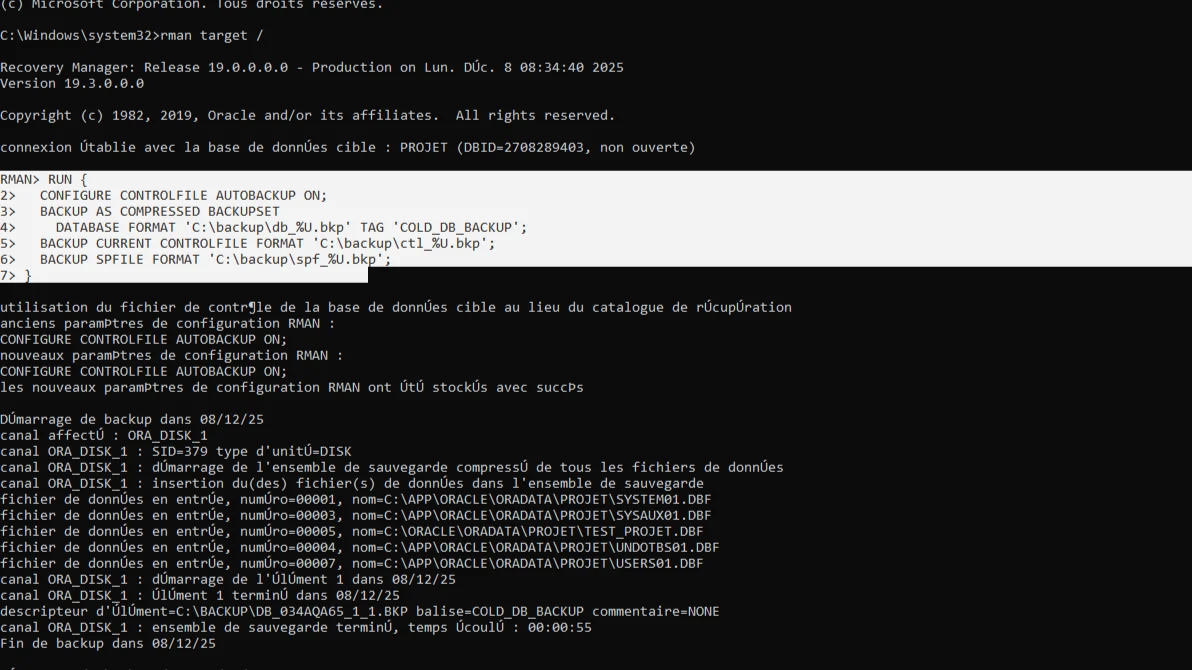 (c) Microsoft Corporation. Tous droits réservés.
C:\Windows\system32>rman target /
Recovery Manager: Release 19.0.0.0.0 - Production on Lun. DÚc. 8 08:34:40 2025
Version 19.3.0.0.0
Copyright (c) 1982, 2019, Oracle and/or its affiliates.  All rights reserved.
connexion Útablie avec la base de donnÚes cible : PROJET (DBID=2708289403, non ouverte)
RMAN> RUN {
2>   CONFIGURE CONTROLFILE AUTOBACKUP ON;
3>   BACKUP AS COMPRESSED BACKUPSET
4>     DATABASE FORMAT 'C:\backup\db_%U.bkp' TAG 'COLD_DB_BACKUP';
5>   BACKUP CURRENT CONTROLFILE FORMAT 'C:\backup\ctl_%U.bkp';
6>   BACKUP SPFILE FORMAT 'C:\backup\spf_%U.bkp';
7> }
utilisation du fichier de contr¶le de la base de donnÚes cible au lieu du catalogue de rÚcupÚration
anciens paramÞtres de configuration RMAN :
CONFIGURE CONTROLFILE AUTOBACKUP ON;
nouveaux paramÞtres de configuration RMAN :
CONFIGURE CONTROLFILE AUTOBACKUP ON;
les nouveaux paramÞtres de configuration RMAN ont ÚtÚ stockÚs avec succÞs
DÚmarrage de backup dans 08/12/25
canal affectÚ : ORA_DISK_1
canal ORA_DISK_1 : SID=379 type d'unitÚ=DISK
canal ORA_DISK_1 : dÚmarrage de l'ensemble de sauvegarde compressÚ de tous les fichiers de donnÚes
canal ORA_DISK_1 : insertion du(des) fichier(s) de donnÚes dans l'ensemble de sauvegarde
fichier de donnÚes en entrÚe, numÚro=00001, nom=C:\APP\ORACLE\ORADATA\PROJET\SYSTEM01.DBF
fichier de donnÚes en entrÚe, numÚro=00003, nom=C:\APP\ORACLE\ORADATA\PROJET\SYSAUX01.DBF
fichier de donnÚes en entrÚe, numÚro=00005, nom=C:\ORACLE\ORADATA\PROJET\TEST_PROJET.DBF
fichier de donnÚes en entrÚe, numÚro=00004, nom=C:\APP\ORACLE\ORADATA\PROJET\UNDOTBS01.DBF
fichier de donnÚes en entrÚe, numÚro=00007, nom=C:\APP\ORACLE\ORADATA\PROJET\USERS01.DBF
canal ORA_DISK_1 : dÚmarrage de l'ÚlÚment 1 dans 08/12/25
canal ORA_DISK_1 : ÚlÚment 1 terminÚ dans 08/12/25
descripteur d'ÚlÚment=C:\BACKUP\DB_034AQA65_1_1.BKP balise=COLD_DB_BACKUP commentaire=NONE
canal ORA_DISK_1 : ensemble de sauvegarde terminÚ, temps ÚcoulÚ : 00:00:55
Fin de backup dans 08/12/25